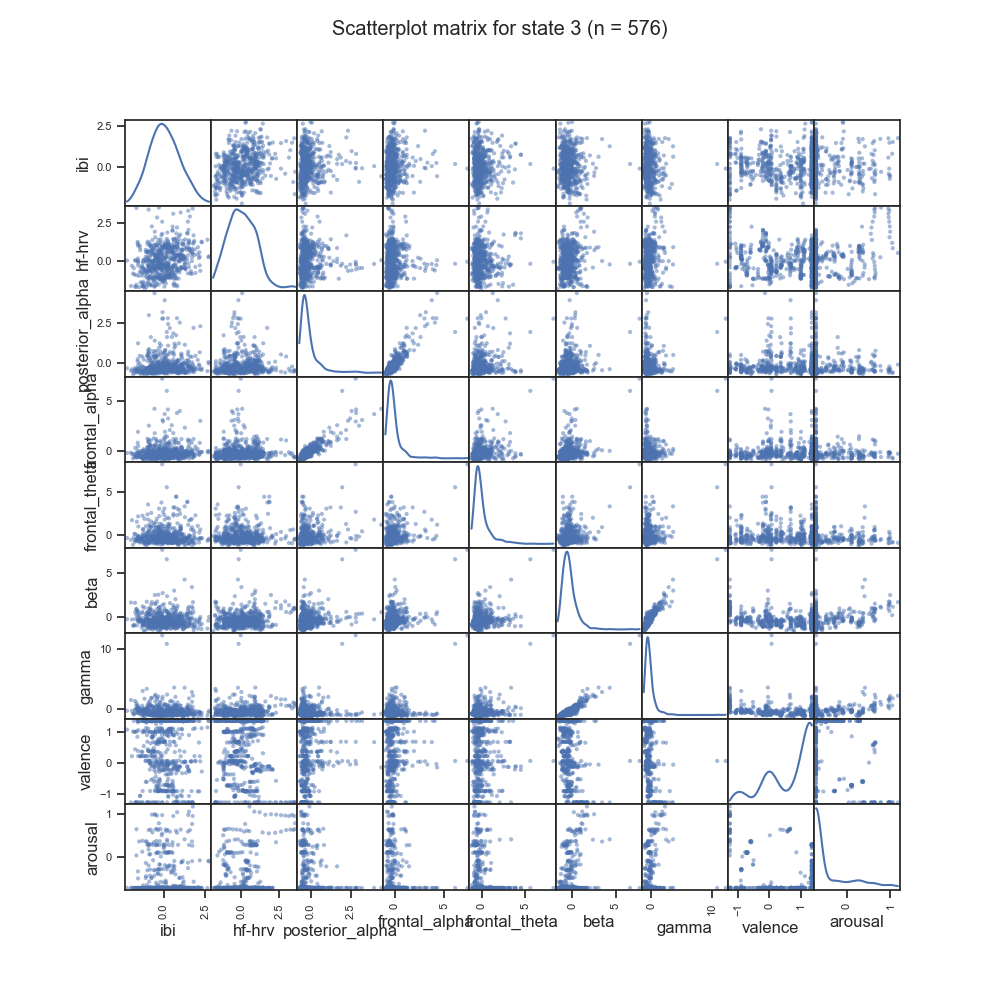 Scatterplot matrix for state 3 (n = 576)
2.5
0.0
ibi
2.5
0.0
hf-hrv
2.5
0.0
posterior_alpha
5
0
frontal_alpha
5
0
frontal_theta
5
0
beta
10
0
gamma
1
0
−1
valence
1
0
arousal
0.0 2.5 0.0 2.5 0.0 2.5 0 5 0 5 0 5 0 10 −1 0 1 0 1
ibi hf-hrv posterior_alpha frontal_alpha frontal_theta beta gamma valence arousal